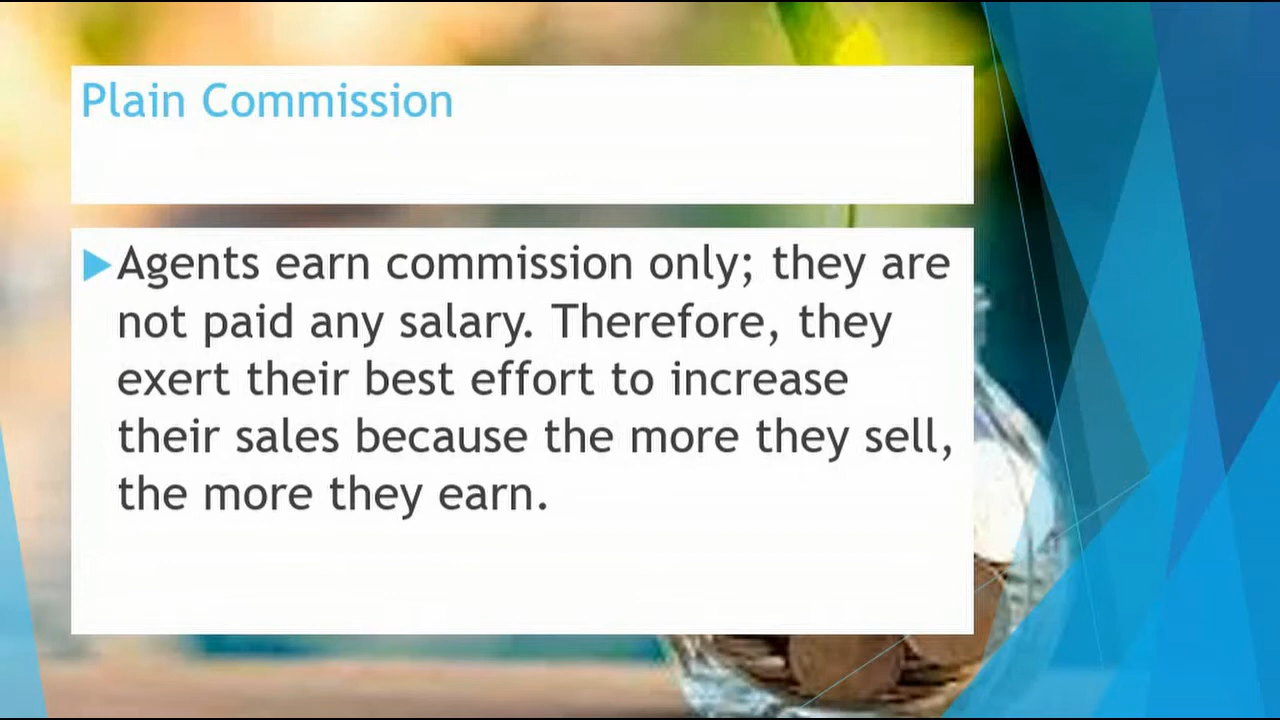 Plain Commission
Agents earn commission only; they are
not paid any salary. Therefore, they
exert their best effort to increase
their sales because the more they sell,
the more they earn.